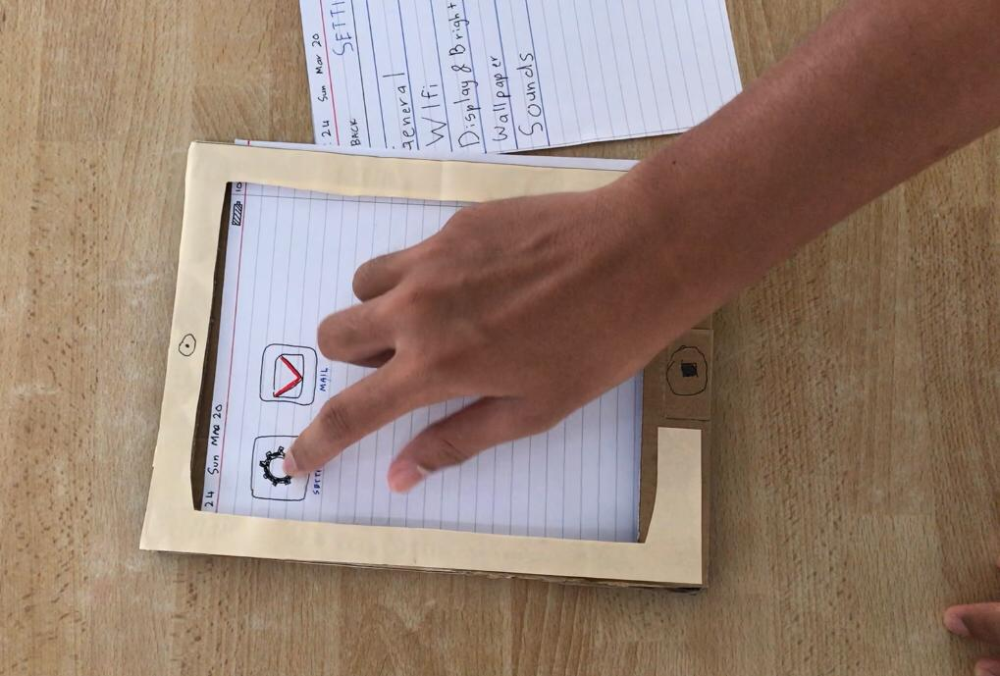 24 Sun Mar 20 10
SETTI MAIL
:24 Sun Mar 20
SETTI
BACK
General
Wifi
Display & Bright
Wallpaper
Sounds